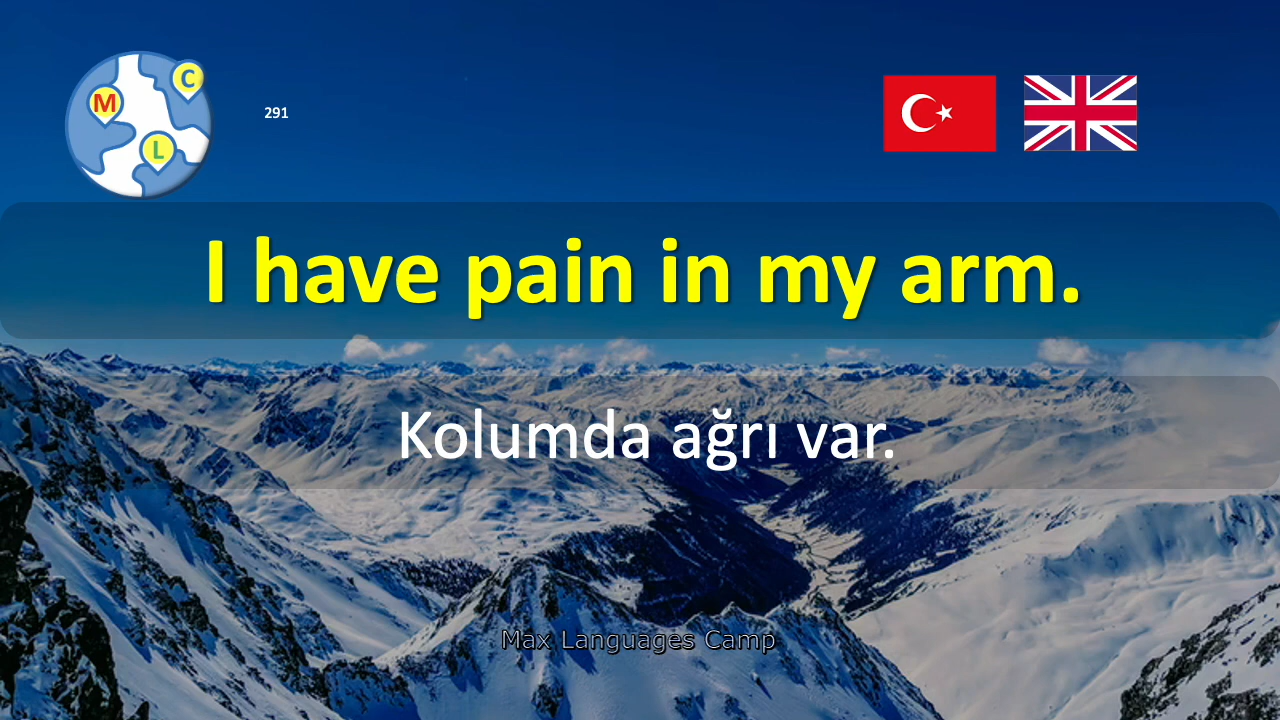 M
C
L
291
I have pain in my arm.
Kolumda ağrı var.
Max Languages Camp